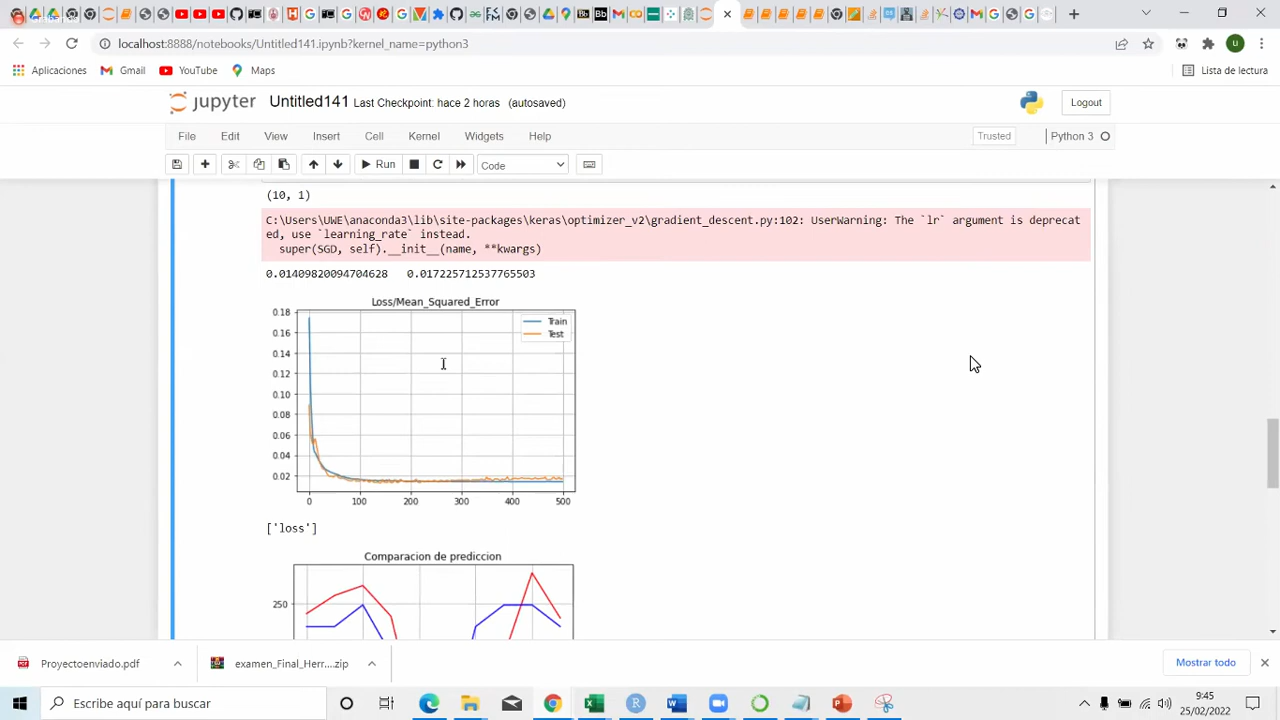 localhost:8888/notebooks/Untitled141.ipynb?kernel_name=python3
Aplicaciones Gmail YouTube Maps Lista de lectura
jupyter Untitled141 Last Checkpoint: hace 2 horas (autosaved) Logout
File Edit View Insert Cell Kernel Widgets Help Trusted Python 3
Run Code
(10, 1)
C:\Users\UWE\anaconda3\lib\site-packages\keras\optimizer_v2\gradient_descent.py:102: UserWarning: The `lr` argument is deprecat
ed, use `learning_rate` instead.
super(SGD, self).__init__(name, **kwargs)
0.01409820094704628 0.017225712537765503
Loss/Mean_Squared_Error
0.18
0.16
0.14
0.12
0.10
0.08
0.06
0.04
0.02
Train
Test
0 100 200 300 400 500
['loss']
Comparacion de prediccion
250
Proyectoenviado.pdf examen_Final_Herr....zip Mostrar todo
Escribe aquí para buscar
9:45
25/02/2022